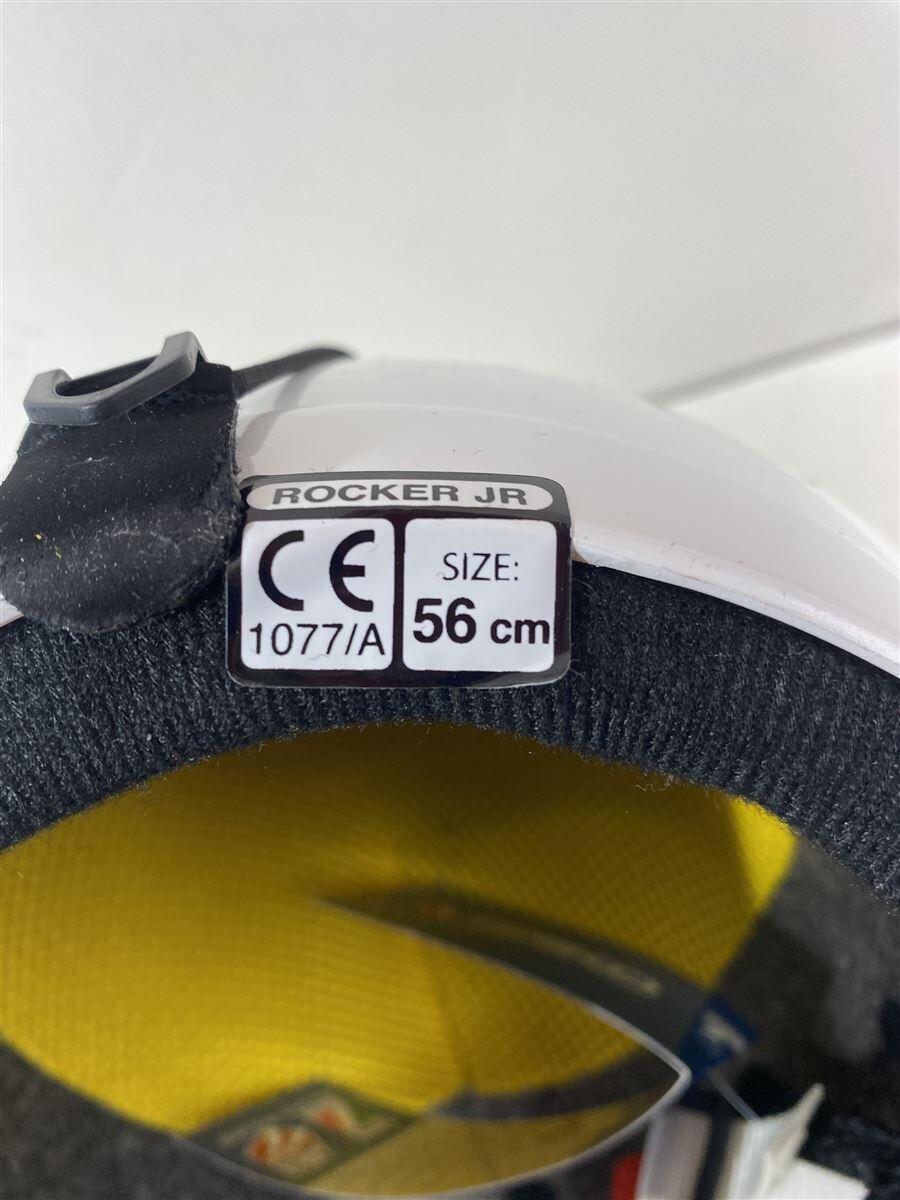 ROCKER JR
CE
1077/A
SIZE:
56 cm